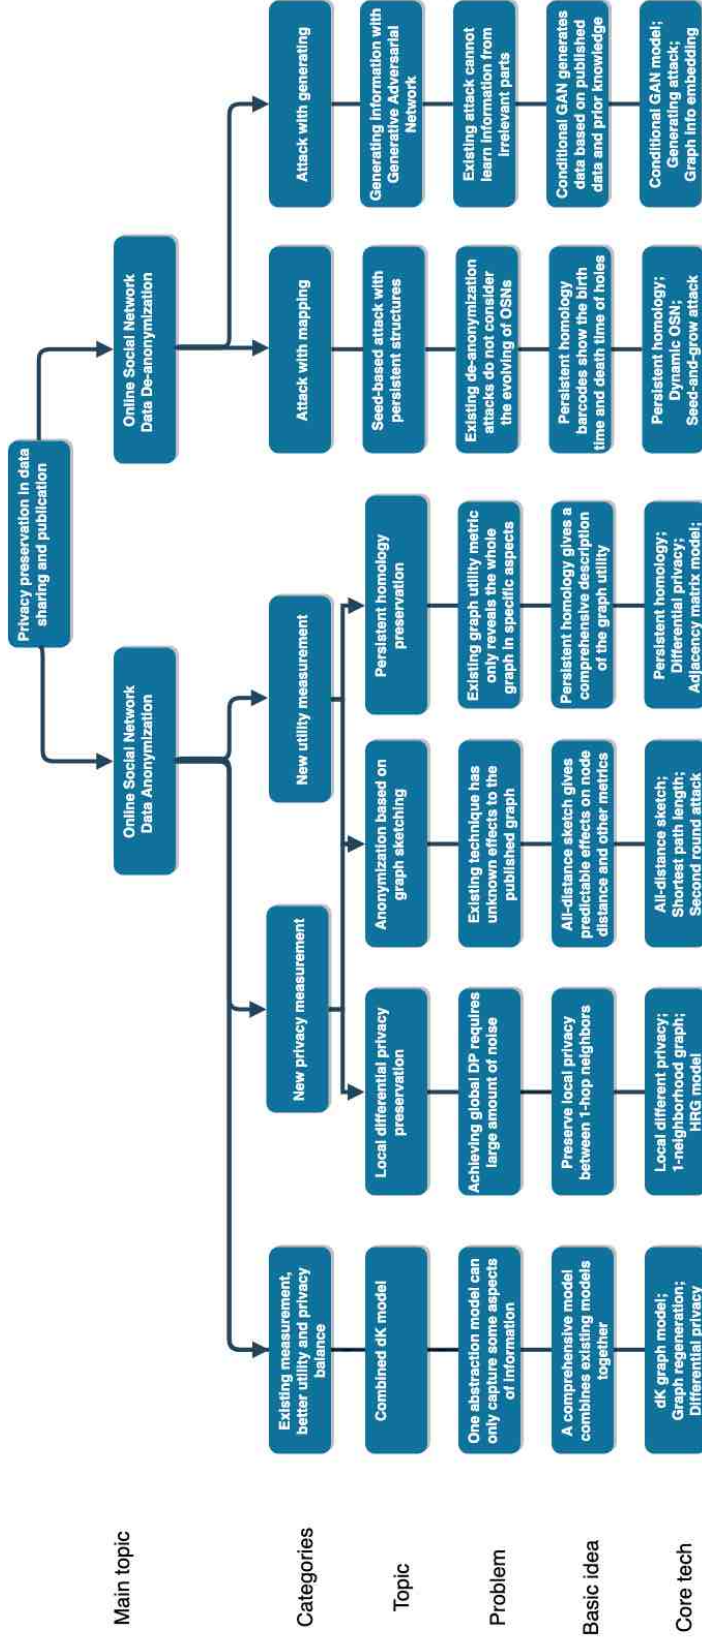 Privacy preservation in data
sharing and publication
Main topic
Online Social Network
Data Anonymization
Online Social Network
Data De-anonymization
Categories
Existing measurement,
better utility and privacy
balance
New privacy measurement
New utility measurement
Attack with mapping
Attack with generating
Topic
Combined dK model
Local differential privacy
preservation
Anonymization based on
graph sketching
Persistent homology
preservation
Seed-based attack with
persistent structures
Generating information with
Generative Adversarial
Network
Problem
One abstraction model can
only capture some aspects
of information
Achieving global DP requires
large amount of noise
Existing technique has
unknown effects to the
published graph
Existing graph utility metric
only reveals the whole
graph in specific aspects
Existing de-anonymization
attacks do not consider
the evolving of OSNs
Existing attack cannot
learn information from
irrelevant parts
Basic idea
A comprehensive model
combines existing models
together
Preserve local privacy
between 1-hop neighbors
All-distance sketch gives
predictable effects on node
distance and other metrics
Persistent homology gives a
comprehensive description
of the graph utility
Persistent homology
barcodes show the birth
time and death time of holes
Conditional GAN generates
data based on published
data and prior knowledge
Core tech
dK graph model;
Graph regeneration;
Differential privacy
Local different privacy;
1-neighborhood graph;
HRG model
All-distance sketch;
Shortest path length;
Second round attack
Persistent homology;
Differential privacy;
Adjacency matrix model;
Persistent homology;
Dynamic OSN;
Seed-and-grow attack
Conditional GAN model;
Generating attack;
Graph info embedding